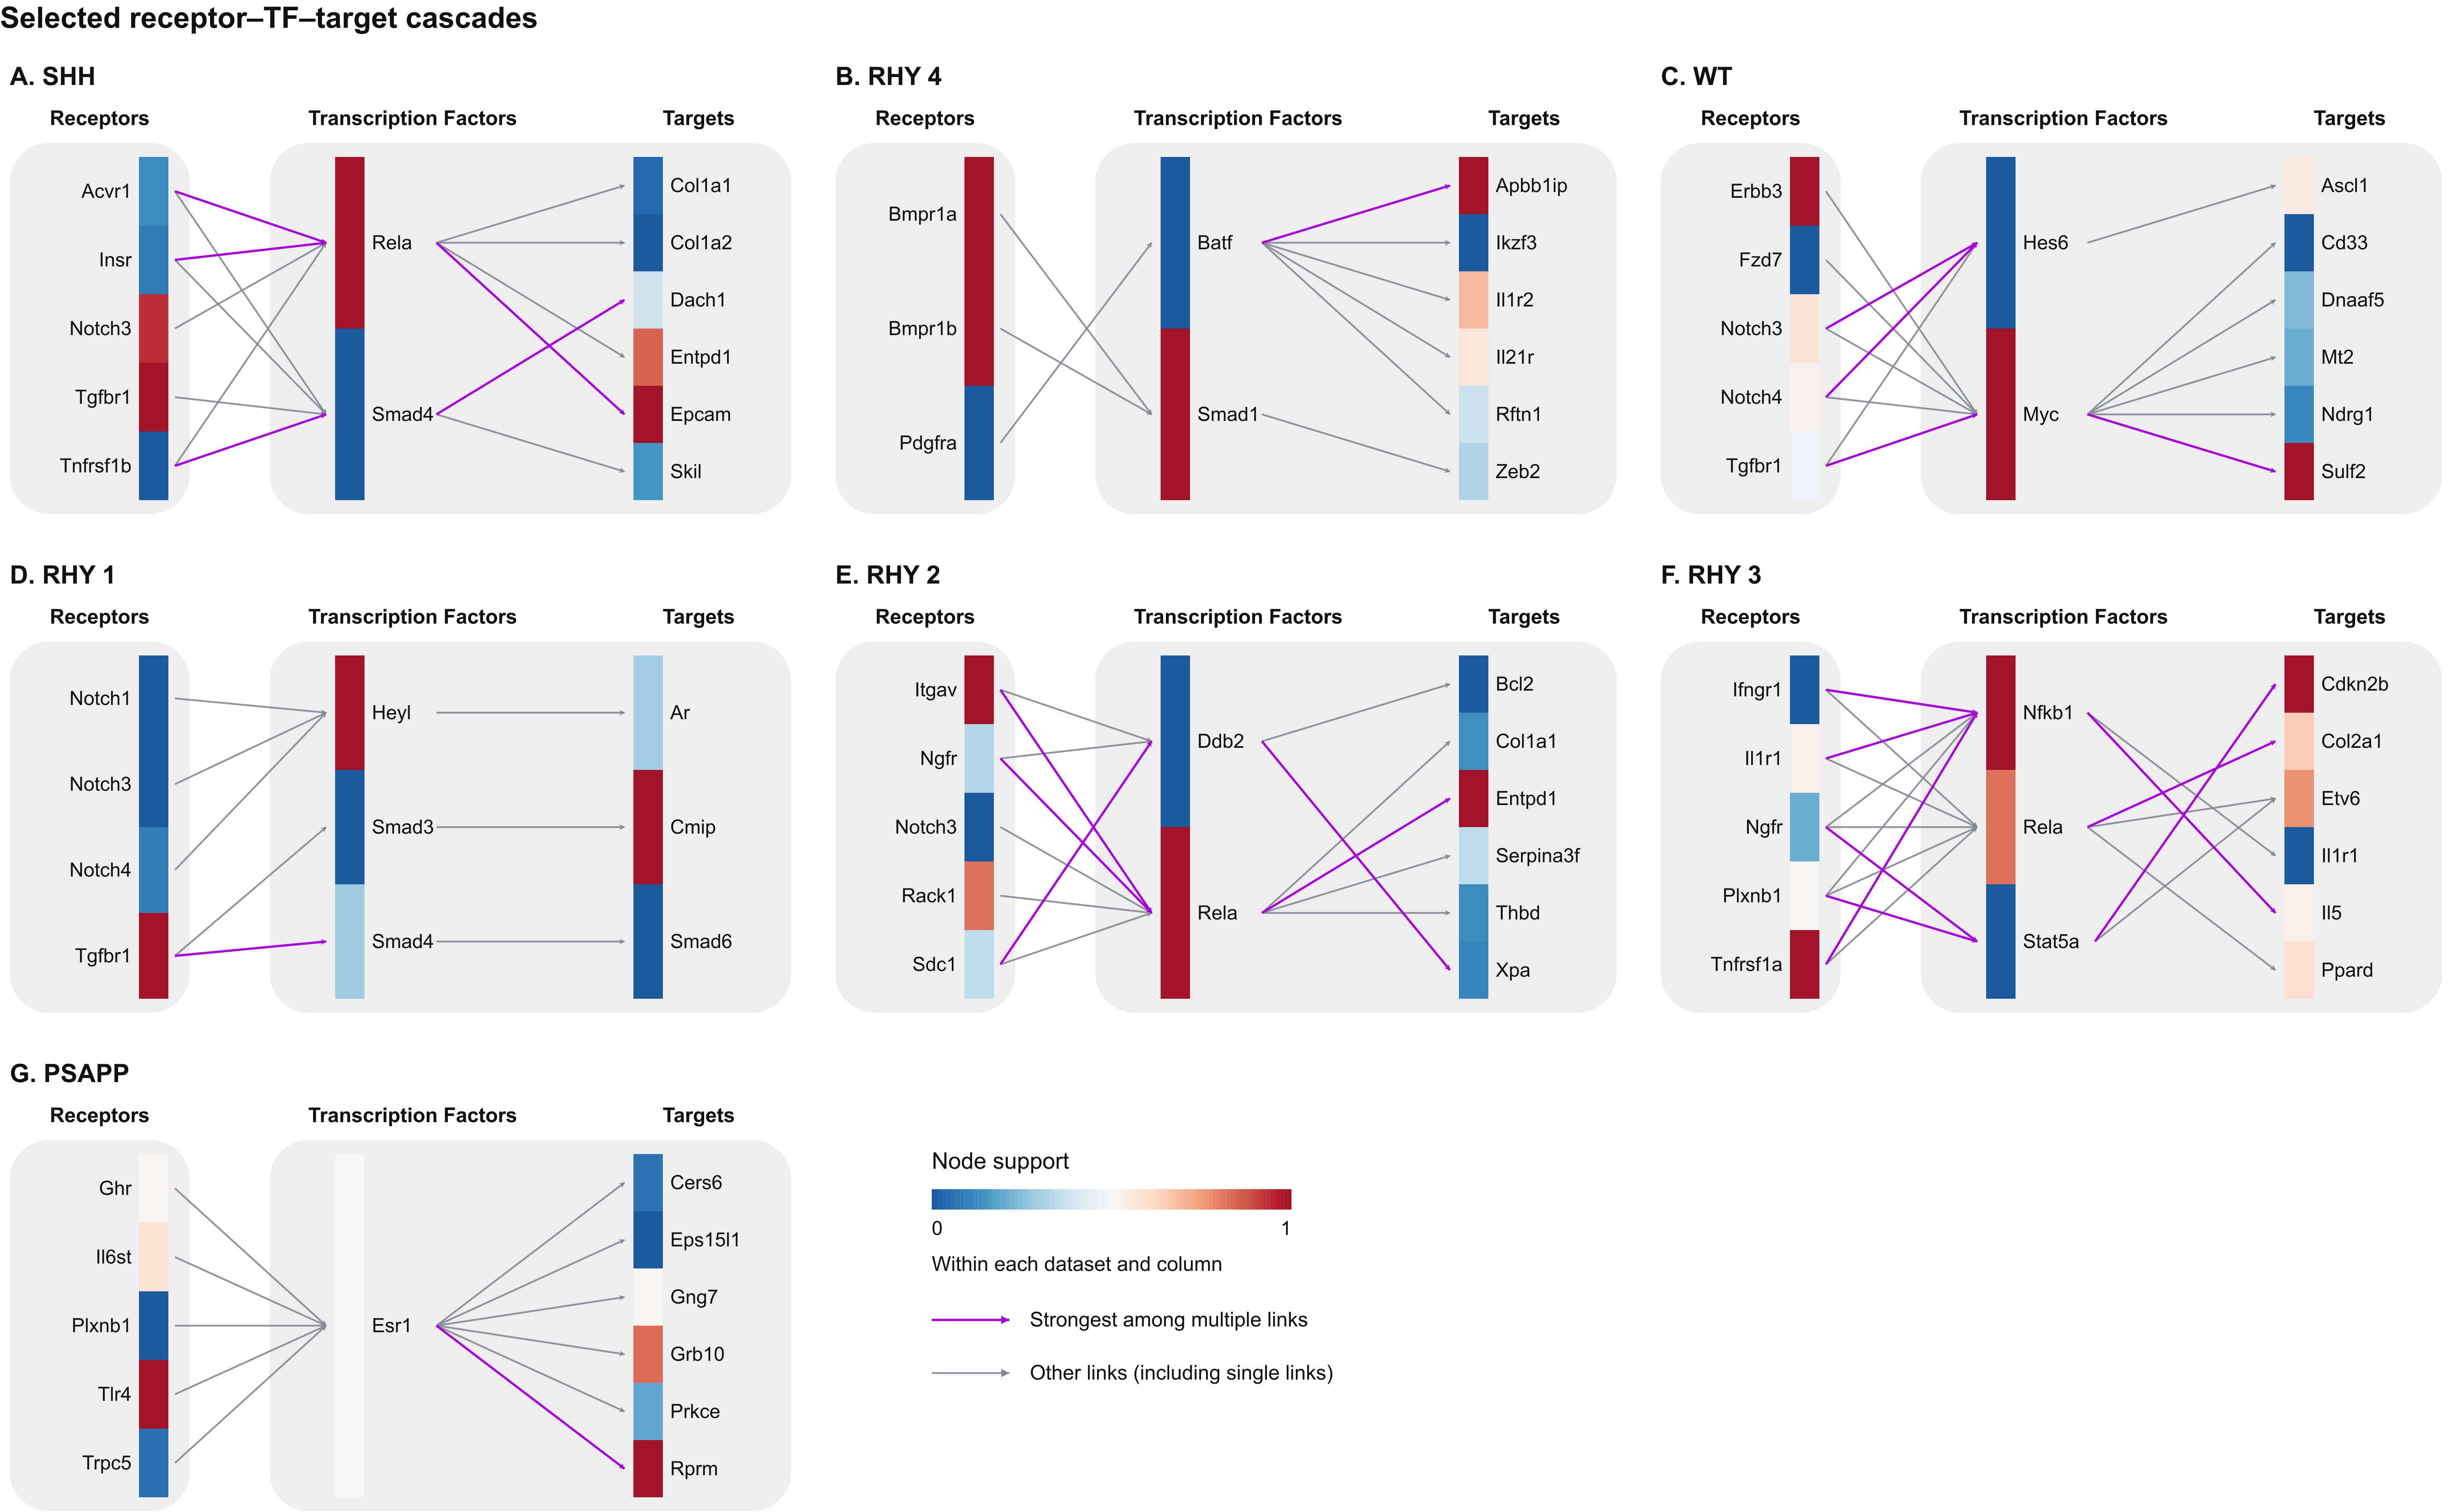 Selected receptor–TF–target cascades
A. SHH
Receptors
Transcription Factors
Targets
Acvr1
Insr
Notch3
Tgfbr1
Tnfrsf1b
Rela
Smad4
Col1a1
Col1a2
Dach1
Entpd1
Epcam
Skil
B. RHY 4
Receptors
Transcription Factors
Targets
Bmpr1a
Bmpr1b
Pdgfra
Batf
Smad1
Apbb1ip
Ikzf3
Il1r2
Il21r
Rftn1
Zeb2
C. WT
Receptors
Transcription Factors
Targets
Erbb3
Fzd7
Notch3
Notch4
Tgfbr1
Hes6
Myc
Ascl1
Cd33
Dnaaf5
Mt2
Ndrg1
Sulf2
D. RHY 1
Receptors
Transcription Factors
Targets
Notch1
Notch3
Notch4
Tgfbr1
Heyl
Smad3
Smad4
Ar
Cmip
Smad6
E. RHY 2
Receptors
Transcription Factors
Targets
Itgav
Ngfr
Notch3
Rack1
Sdc1
Ddb2
Rela
Bcl2
Col1a1
Entpd1
Serpina3f
Thbd
Xpa
F. RHY 3
Receptors
Transcription Factors
Targets
Ifngr1
Il1r1
Ngfr
Plxnb1
Tnfrsf1a
Nfkb1
Rela
Stat5a
Cdkn2b
Col2a1
Etv6
Il1r1
Il5
Ppard
G. PSAPP
Receptors
Transcription Factors
Targets
Ghr
Il6st
Plxnb1
Tlr4
Trpc5
Esr1
Cers6
Eps15l1
Gng7
Grb10
Prkce
Rprm
Node support
0 1
Within each dataset and column
Strongest among multiple links
Other links (including single links)